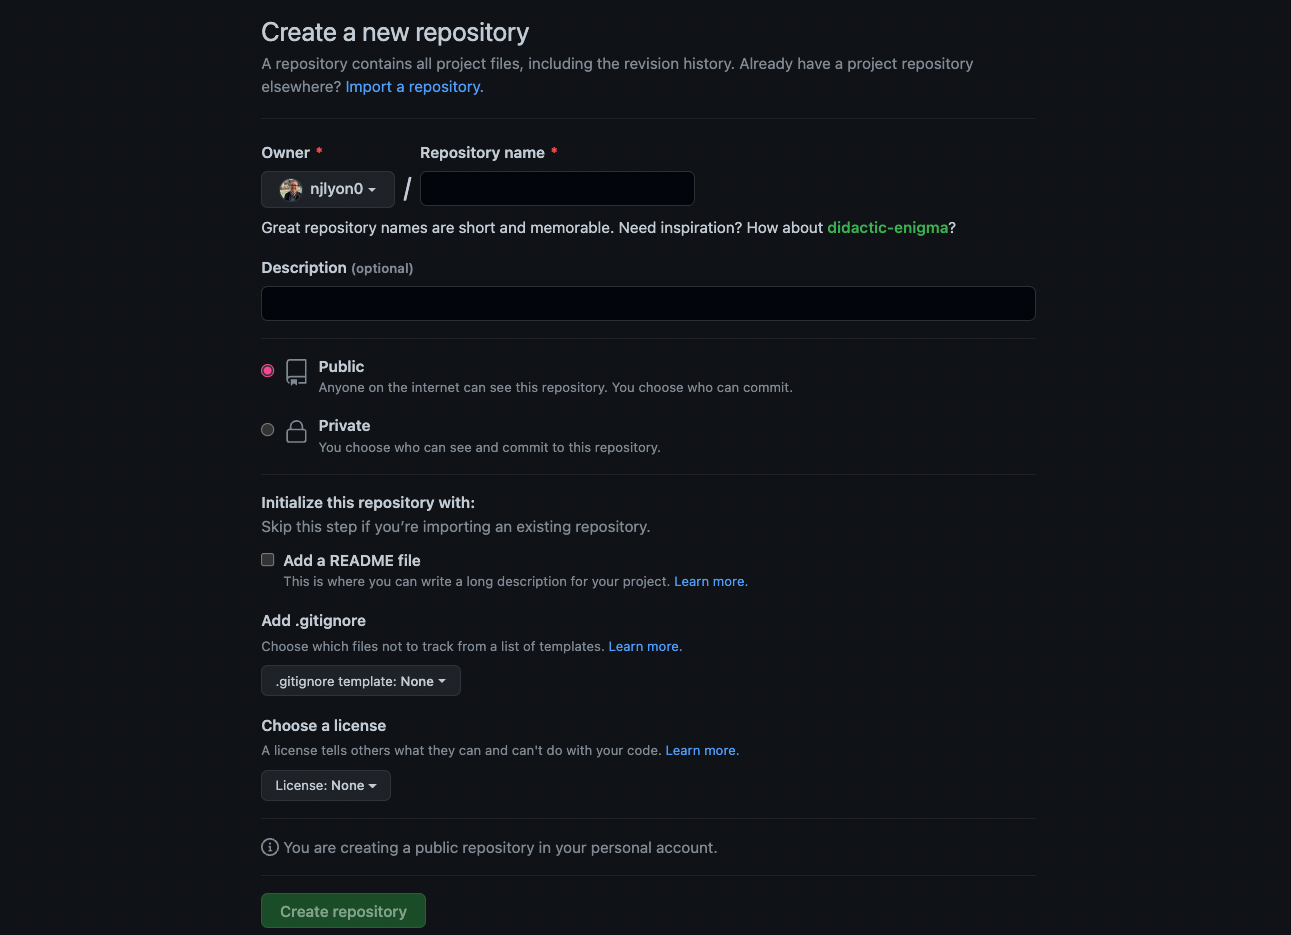 Create a new repository
A repository contains all project files, including the revision history. Already have a project repository
elsewhere? Import a repository.
Owner * Repository name *
njlyon0 /
Great repository names are short and memorable. Need inspiration? How about didactic-enigma?
Description (optional)
Public
Anyone on the internet can see this repository. You choose who can commit.
Private
You choose who can see and commit to this repository.
Initialize this repository with:
Skip this step if you’re importing an existing repository.
Add a README file
This is where you can write a long description for your project. Learn more.
Add .gitignore
Choose which files not to track from a list of templates. Learn more.
.gitignore template: None
Choose a license
A license tells others what they can and can't do with your code. Learn more.
License: None
You are creating a public repository in your personal account.
Create repository